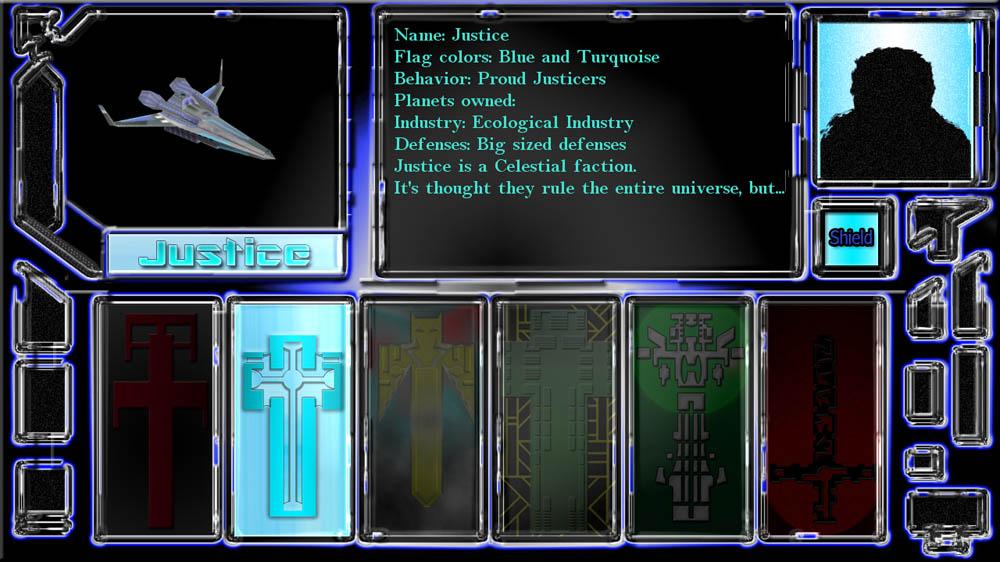 Name: Justice
Flag colors: Blue and Turquoise
Behavior: Proud Justicers
Planets owned:
Industry: Ecological Industry
Defenses: Big sized defenses
Justice is a Celestial faction.
It's thought they rule the entire universe, but...
Justice
Shield